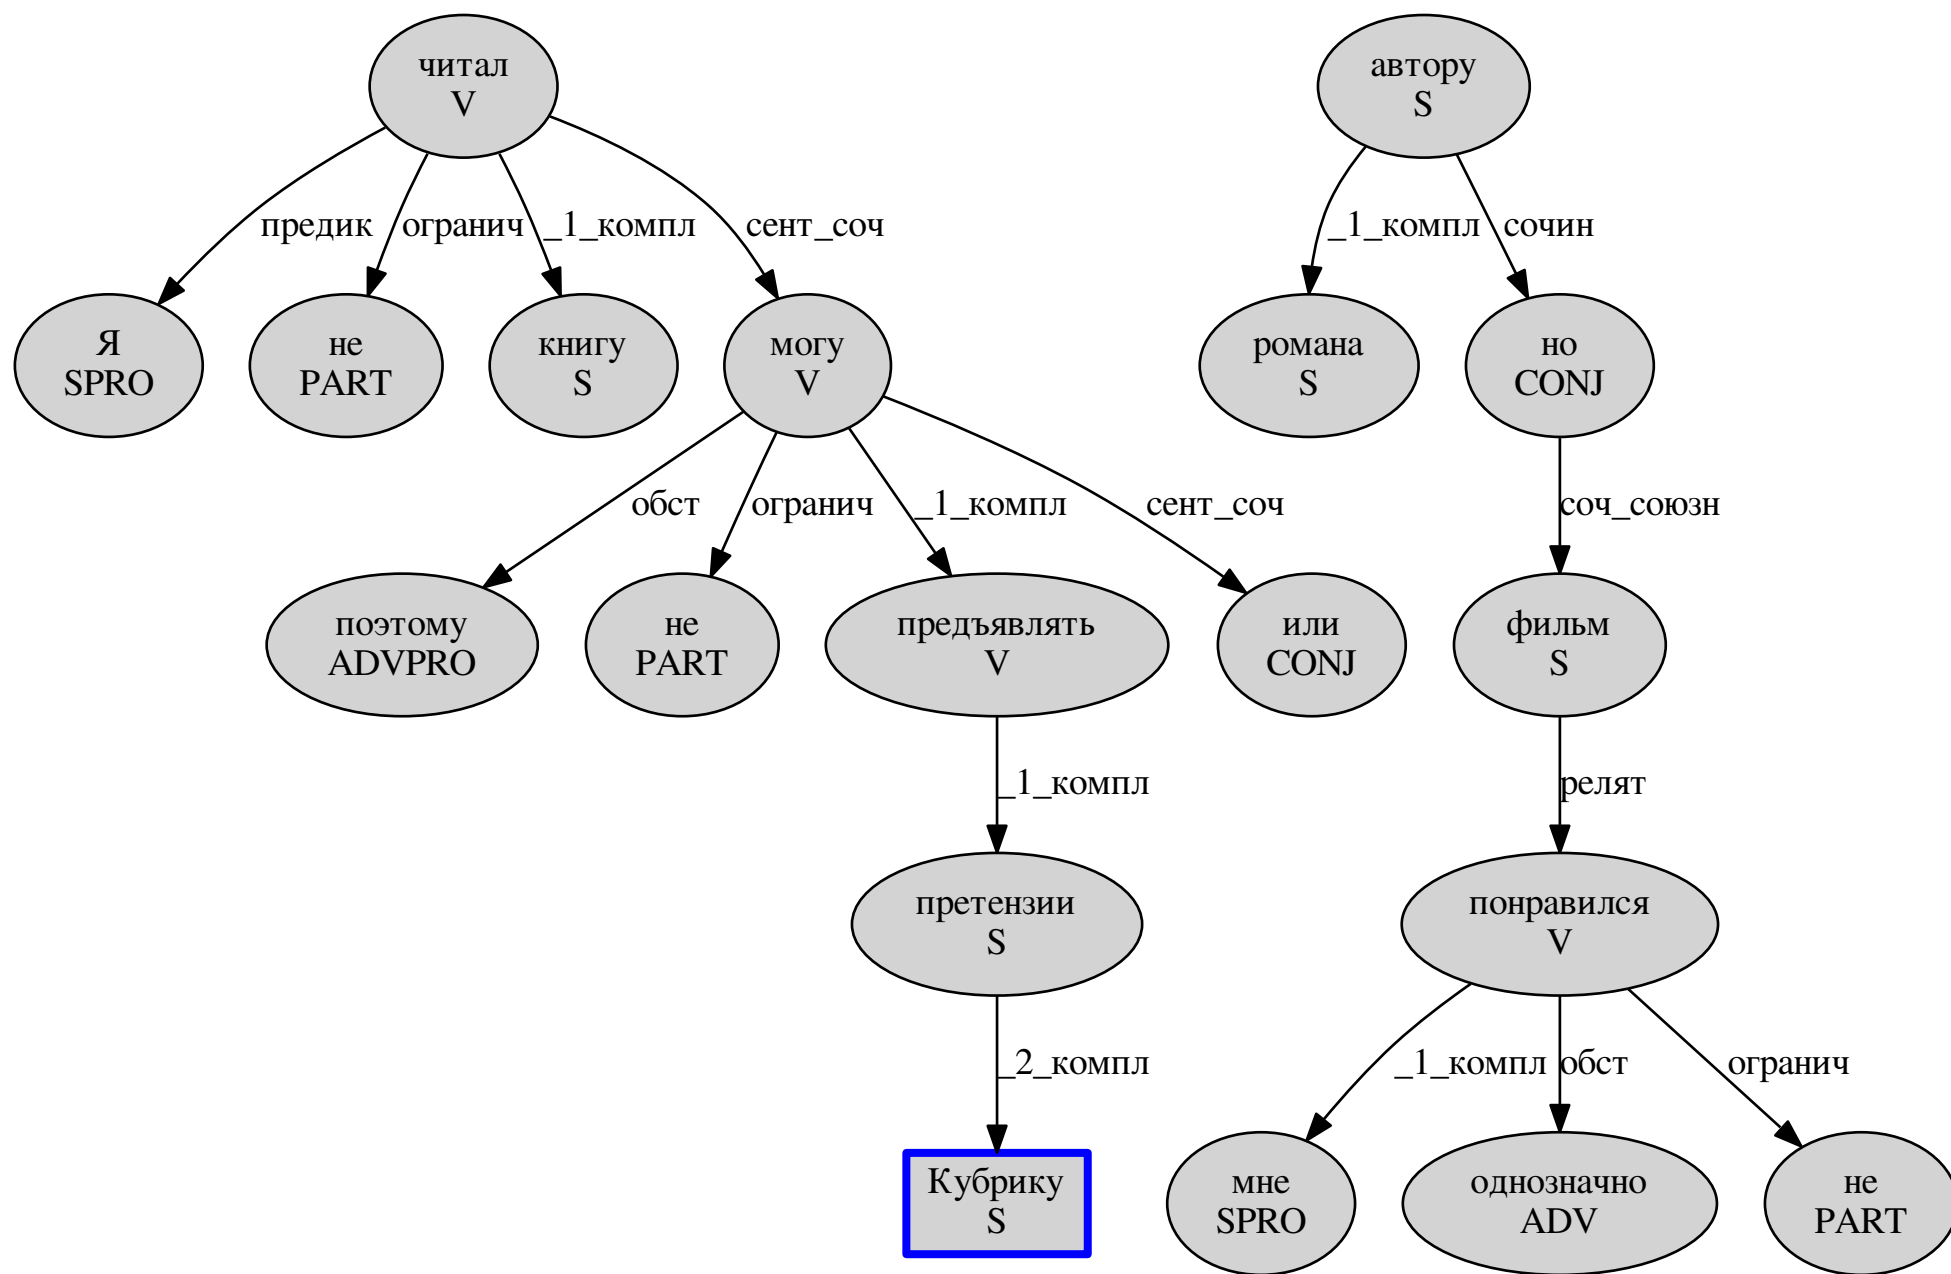 читал
V
автору
S
предик
огранич
_1_компл
сент_соч
_1_компл
сочин
Я
SPRO
не
PART
книгу
S
могу
V
романа
S
но
CONJ
обст
огранич
_1_компл
сент_соч
соч_союзн
поэтому
ADVPRO
не
PART
предъявлять
V
или
CONJ
фильм
S
_1_компл
релят
претензии
S
понравился
V
_2_компл
_1_компл
обст
огранич
Кубрику
S
мне
SPRO
однозначно
ADV
не
PART